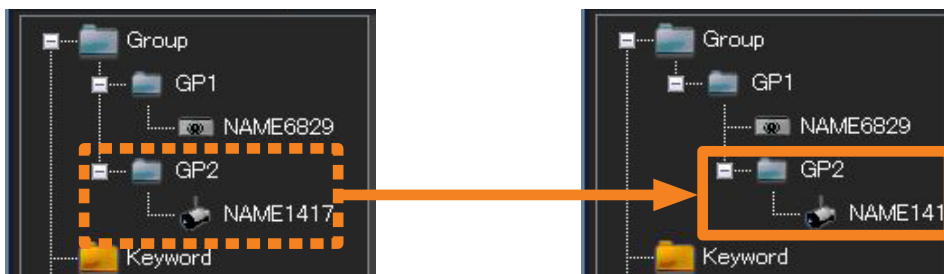 Group
GP1
NAME6829
GP2
NAME1417
Keyword
Group
GP1
NAME6829
GP2
NAME141
Keyword